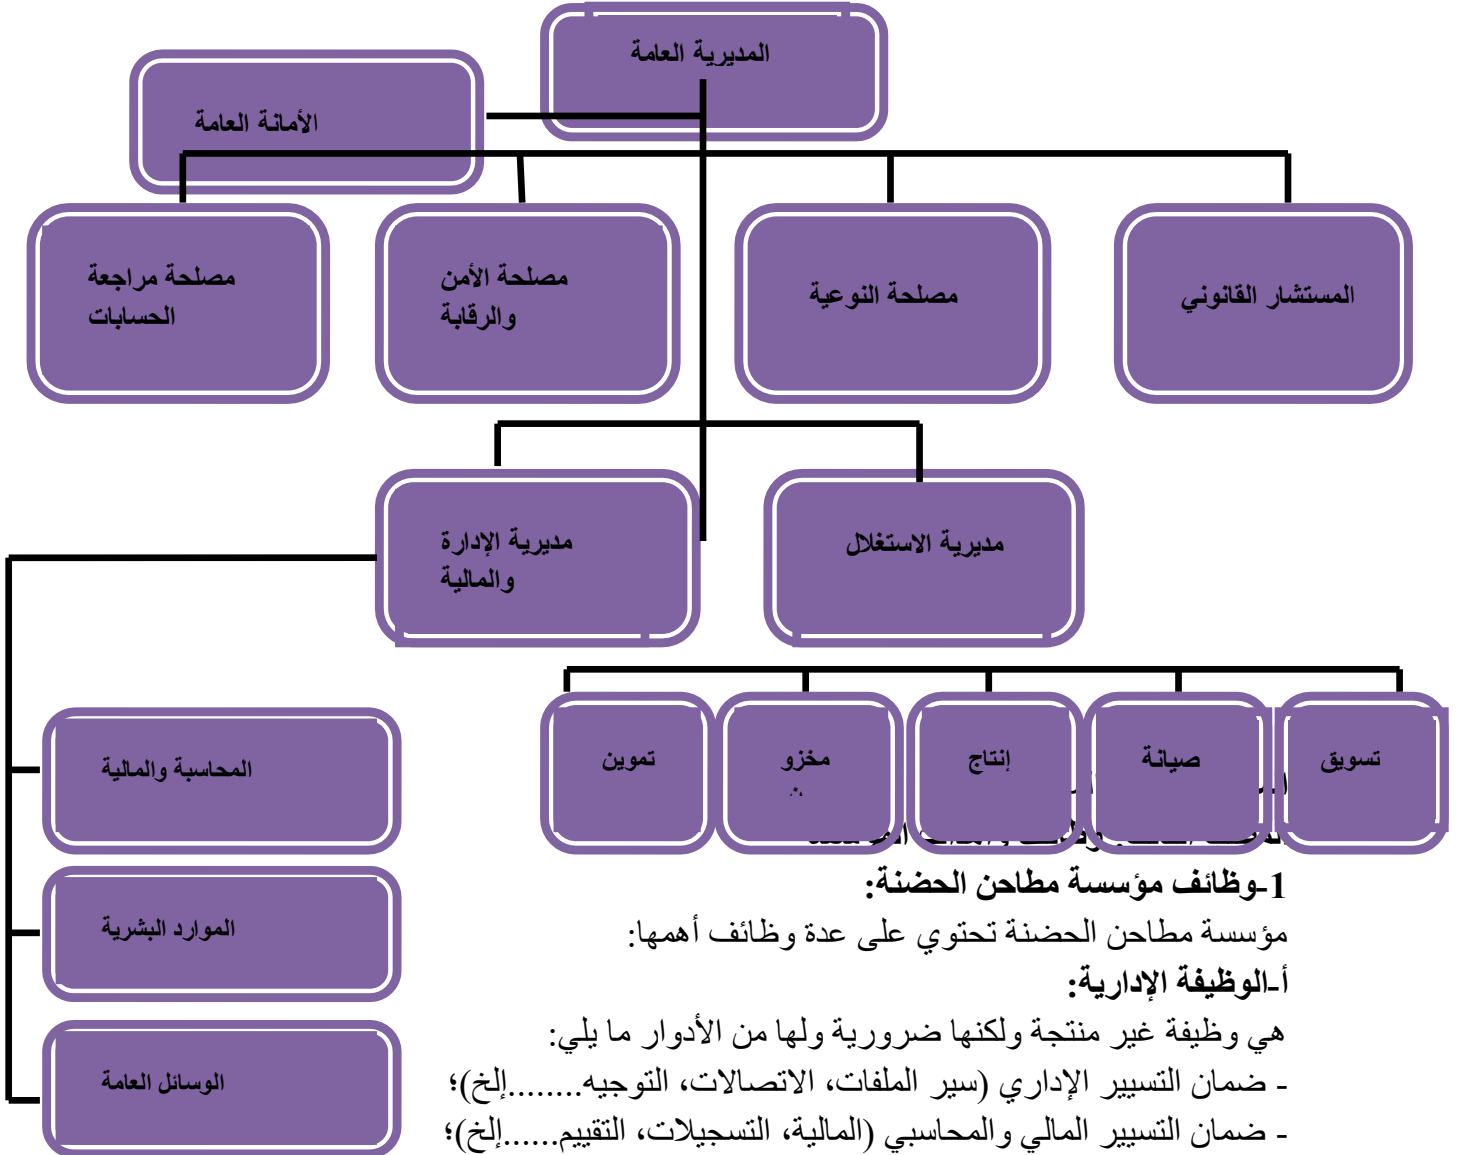 المديرية العامة
الأمانة العامة
المستشار القانوني
مصلحة النوعية
مصلحة الأمن
والرقابة
مصلحة مراجعة
الحسابات
مديرية الاستغلال
مديرية الإدارة
والمالية
تسويق
صيانة
إنتاج
مخزو
ن
تموين
المحاسبة والمالية
الموارد البشرية
الوسائل العامة
1-وظائف مؤسسة مطاحن الحضنة:
مؤسسة مطاحن الحضنة تحتوي على عدة وظائف أهمها:
أ-الوظيفة الإدارية:
هي وظيفة غير منتجة ولكنها ضرورية ولها من الأدوار ما يلي:
- ضمان التسيير الإداري (سير الملفات، الاتصالات، التوجيه........إلخ)؛
- ضمان التسيير المالي والمحاسبي (المالية، التسجيلات، التقييم......إلخ)؛